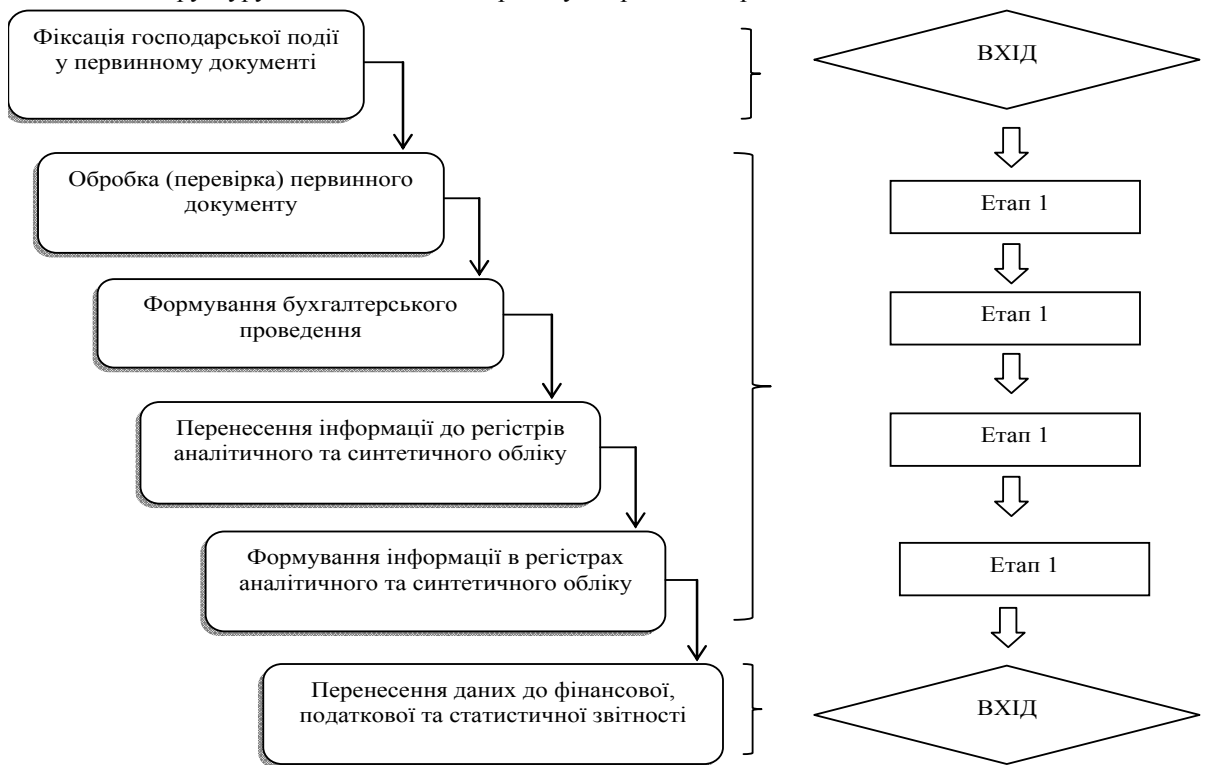 Фіксація господарської події
у первинному документі
ВХІД
Обробка (перевірка) первинного
документу
Етап 1
Формування бухгалтерського
проведення
Етап 1
Перенесення інформації до регістрів
аналітичного та синтетичного обліку
Етап 1
Формування інформації в регістрах
аналітичного та синтетичного обліку
Етап 1
Перенесення даних до фінансової,
податкової та статистичної звітності
ВХІД